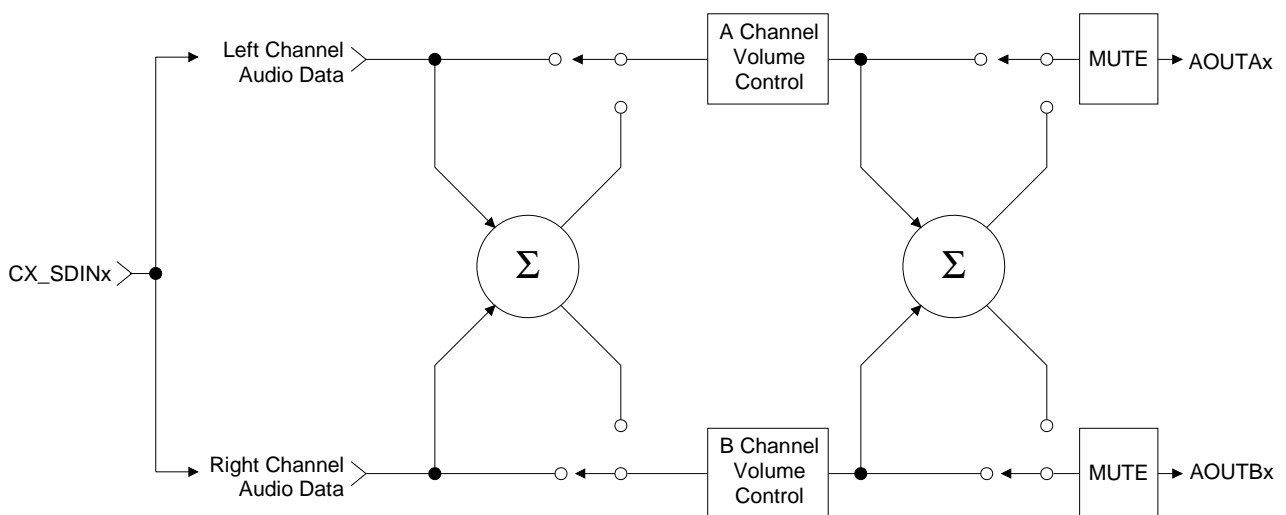 Left Channel
Audio Data
A Channel
Volume
Control
MUTE
AOUTAx
CX_SDINx
Σ
Σ
Right Channel
Audio Data
B Channel
Volume
Control
MUTE
AOUTBx